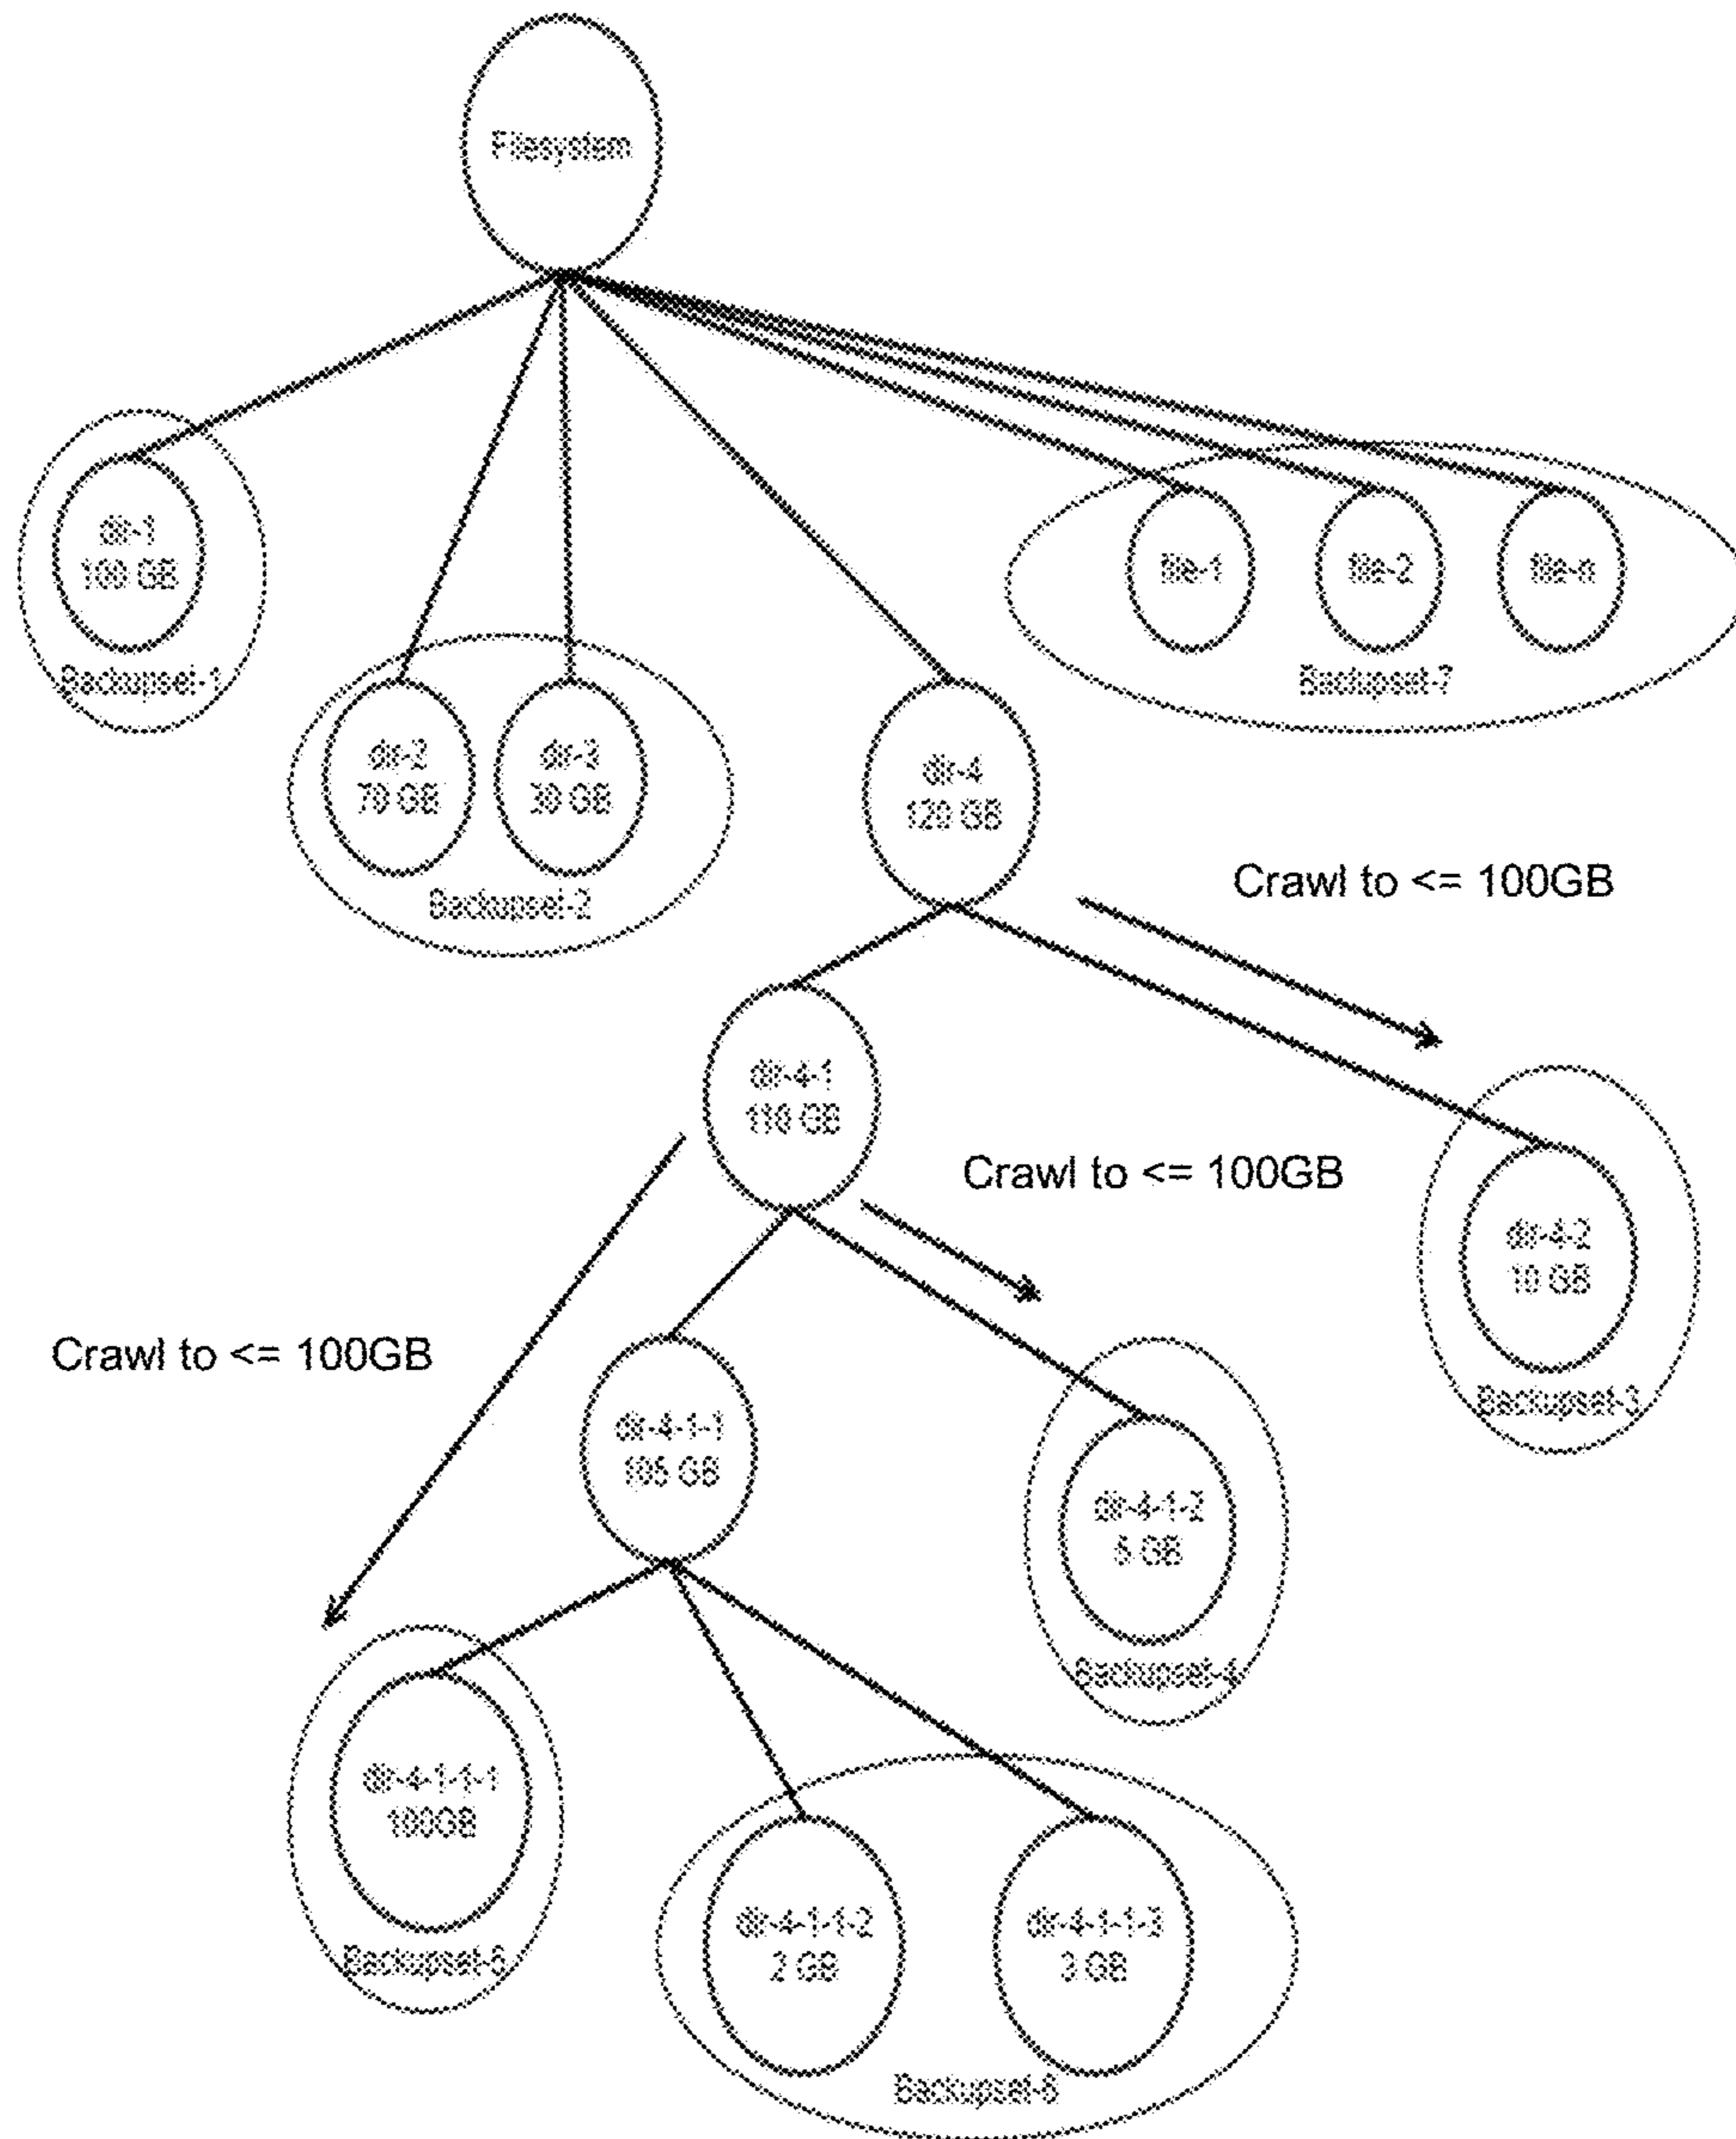 Filesystem
dir-1
100 GB
Backupset-1
dir-2
70 GB
dir-3
30 GB
Backupset-2
dir-4
120 GB
file-1
file-2
file-n
Backupset-7
Crawl to <= 100GB
dir-4-1
110 GB
Crawl to <= 100GB
dir-4-2
10 GB
Backupset-3
Crawl to <= 100GB
dir-4-1-1
105 GB
dir-4-1-2
5 GB
Backupset-4
dir-4-1-1-1
100GB
Backupset-5
dir-4-1-1-2
2 GB
dir-4-1-1-3
3 GB
Backupset-6